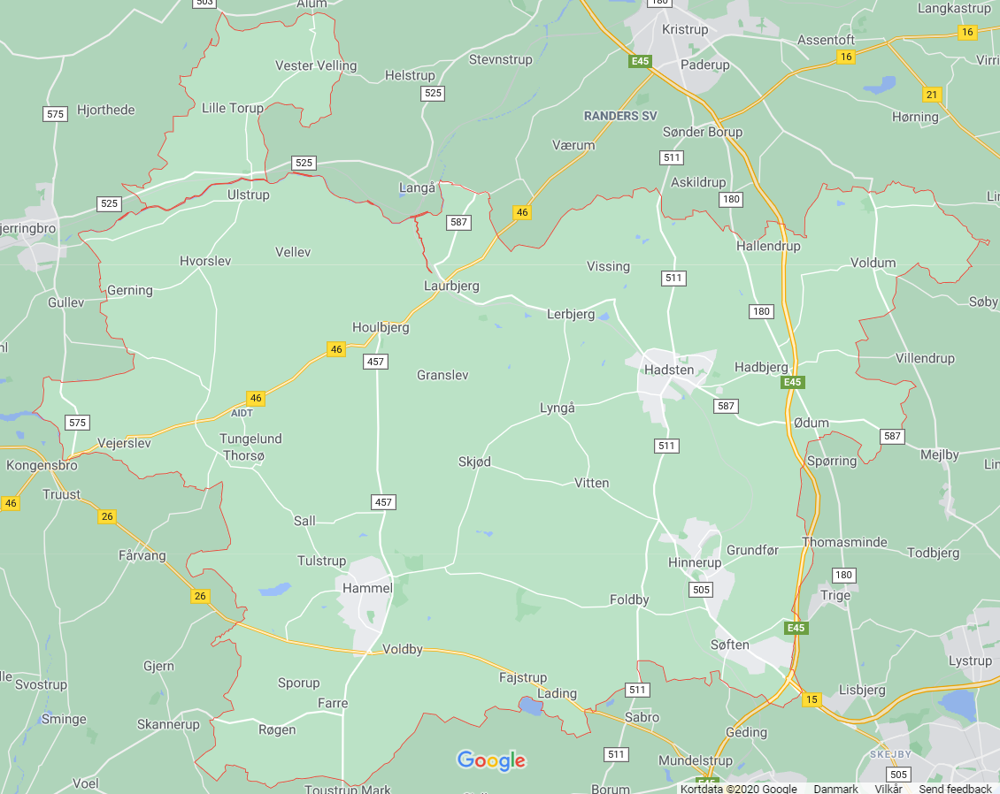 503
Alum
180
Langkastrup
Kristrup
16
Assentoft
16
Vester Velling
Stevnstrup
E45
Paderup
Virri
Helstrup
525
21
575
Hjorthede
Lille Torup
RANDERS SV
Hørning
Sønder Borup
Værum
525
511
Askildrup
Ulstrup
Langå
180
525
46
587
jerringbro
Hallendrup
Vellev
Hvorslev
Vissing
Voldum
511
Gerning
Laurbjerg
Gullev
Søby
Lerbjerg
180
Houlbjerg
46
457
Villendrup
Hadsten
Hadbjerg
Granslev
E45
46
AIDT
Lyngå
587
575
Ødum
587
Tungelund
Vejerslev
511
Thorsø
Mejlby
Kongensbro
Skjød
Spørring
Vitten
Truust
46
457
26
Sall
Thomasminde
Grundfør
Todbjerg
Fårvang
Tulstrup
Hinnerup
180
Hammel
505
26
Foldby
Trige
E45
Søften
Voldby
Lystrup
Gjern
Fajstrup
Svostrup
Sporup
511
Lisbjerg
Lading
15
Farre
Sminge
Sabro
Skannerup
Røgen
Geding
511
SKEJBY
Google
Mundelstrup
505
Voel
E45
Toustrup Mark
Borum
Kortdata ©2020 Google Danmark Vilkår Send feedback